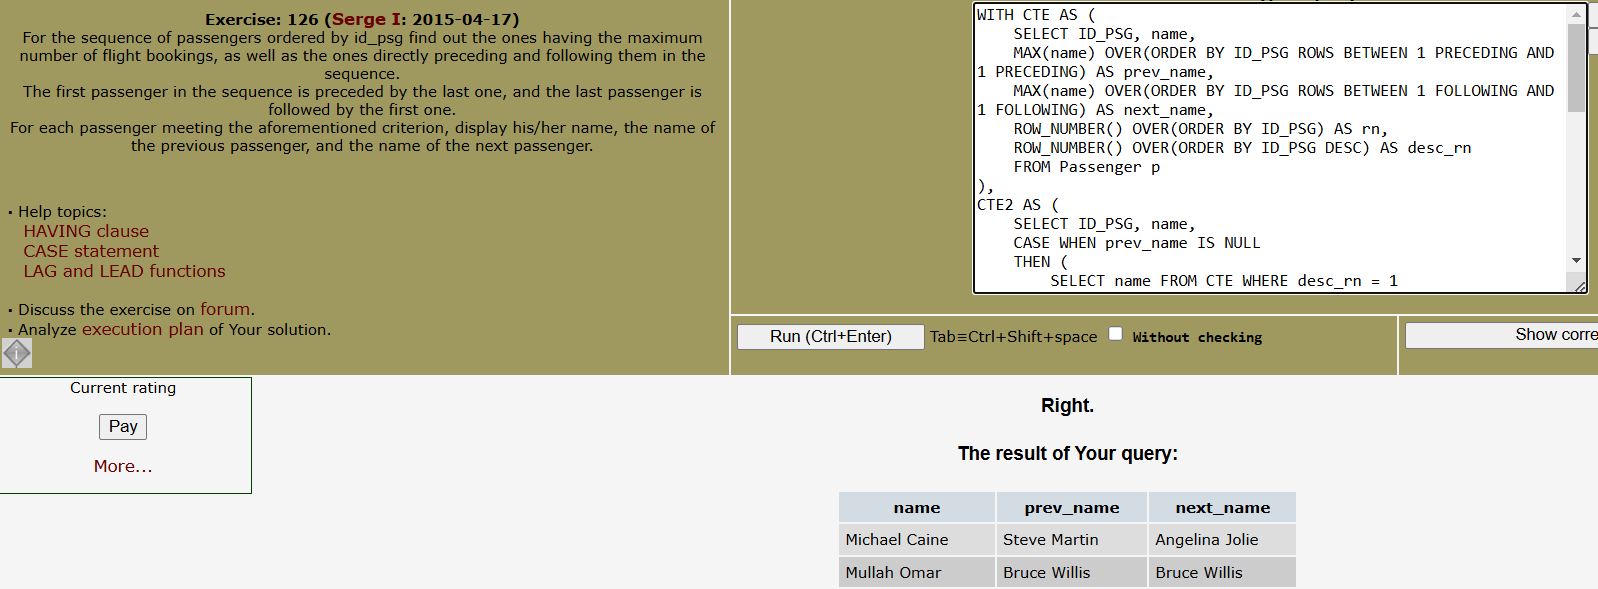 Exercise: 126 (Serge I: 2015-04-17)
For the sequence of passengers ordered by id_psg find out the ones having the maximum
number of flight bookings, as well as the ones directly preceding and following them in the
sequence.
The first passenger in the sequence is preceded by the last one, and the last passenger is
followed by the first one.
For each passenger meeting the aforementioned criterion, display his/her name, the name of
the previous passenger, and the name of the next passenger.
▪ Help topics:
HAVING clause
CASE statement
LAG and LEAD functions
▪ Discuss the exercise on forum.
▪ Analyze execution plan of Your solution.
WITH CTE AS (
SELECT ID_PSG, name,
MAX(name) OVER(ORDER BY ID_PSG ROWS BETWEEN 1 PRECEDING AND
1 PRECEDING) AS prev_name,
MAX(name) OVER(ORDER BY ID_PSG ROWS BETWEEN 1 FOLLOWING AND
1 FOLLOWING) AS next_name,
ROW_NUMBER() OVER(ORDER BY ID_PSG) AS rn,
ROW_NUMBER() OVER(ORDER BY ID_PSG DESC) AS desc_rn
FROM Passenger p
),
CTE2 AS (
SELECT ID_PSG, name,
CASE WHEN prev_name IS NULL
THEN (
SELECT name FROM CTE WHERE desc_rn = 1
Run (Ctrl+Enter) Tab≡Ctrl+Shift+space Without checking
Show corre
Current rating
Pay
More...
Right.
The result of Your query:
name prev_name next_name
Michael Caine Steve Martin Angelina Jolie
Mullah Omar Bruce Willis Bruce Willis